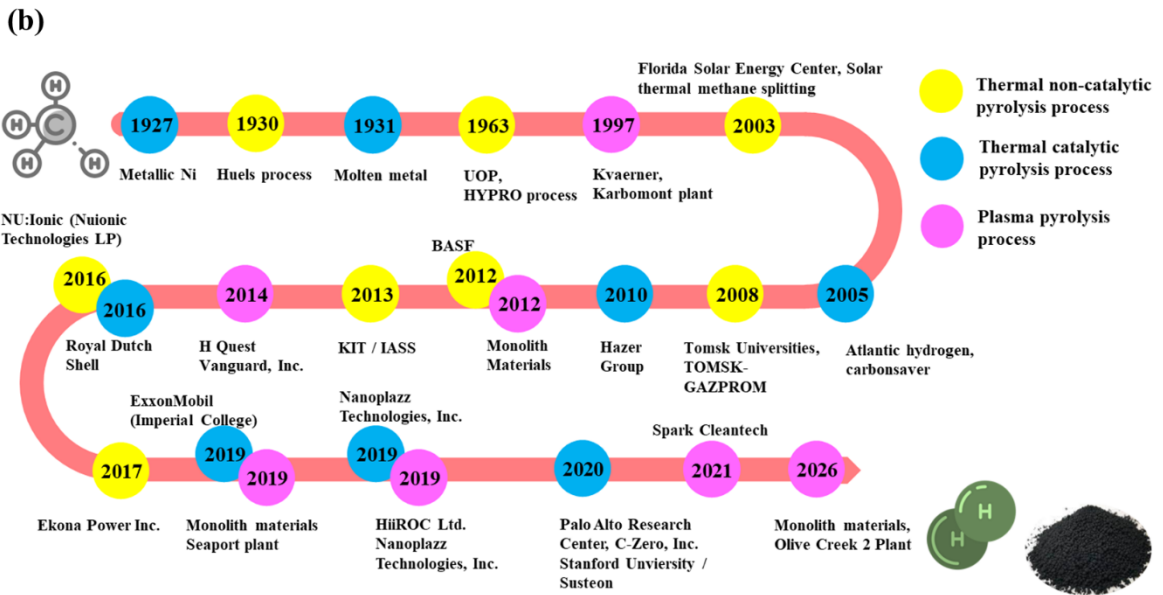 (b)
Florida Solar Energy Center, Solar
thermal methane splitting
H
H
C
H
H
1927
1930
1931
1963
1997
2003
Metallic Ni
Huels process
Molten metal
UOP,
HYPRO process
Kvaerner,
Karbomont plant
Thermal non-catalytic
pyrolysis process
Thermal catalytic
pyrolysis process
Plasma pyrolysis
process
NU:Ionic (Nuionic
Technologies LP)
BASF
2016
2016
2014
2013
2012
2012
2010
2008
2005
Royal Dutch
Shell
H Quest
Vanguard, Inc.
KIT / IASS
Monolith
Materials
Hazer
Group
Tomsk Universities,
TOMSK-
GAZPROM
Atlantic hydrogen,
carbonsaver
ExxonMobil
(Imperial College)
Nanoplazz
Technologies, Inc.
Spark Cleantech
2017
2019
2019
2019
2019
2020
2021
2026
Ekona Power Inc.
Monolith materials
Seaport plant
HiiROC Ltd.
Nanoplazz
Technologies, Inc.
Palo Alto Research
Center, C-Zero, Inc.
Stanford Unviersity /
Susteon
Monolith materials,
Olive Creek 2 Plant
H
H